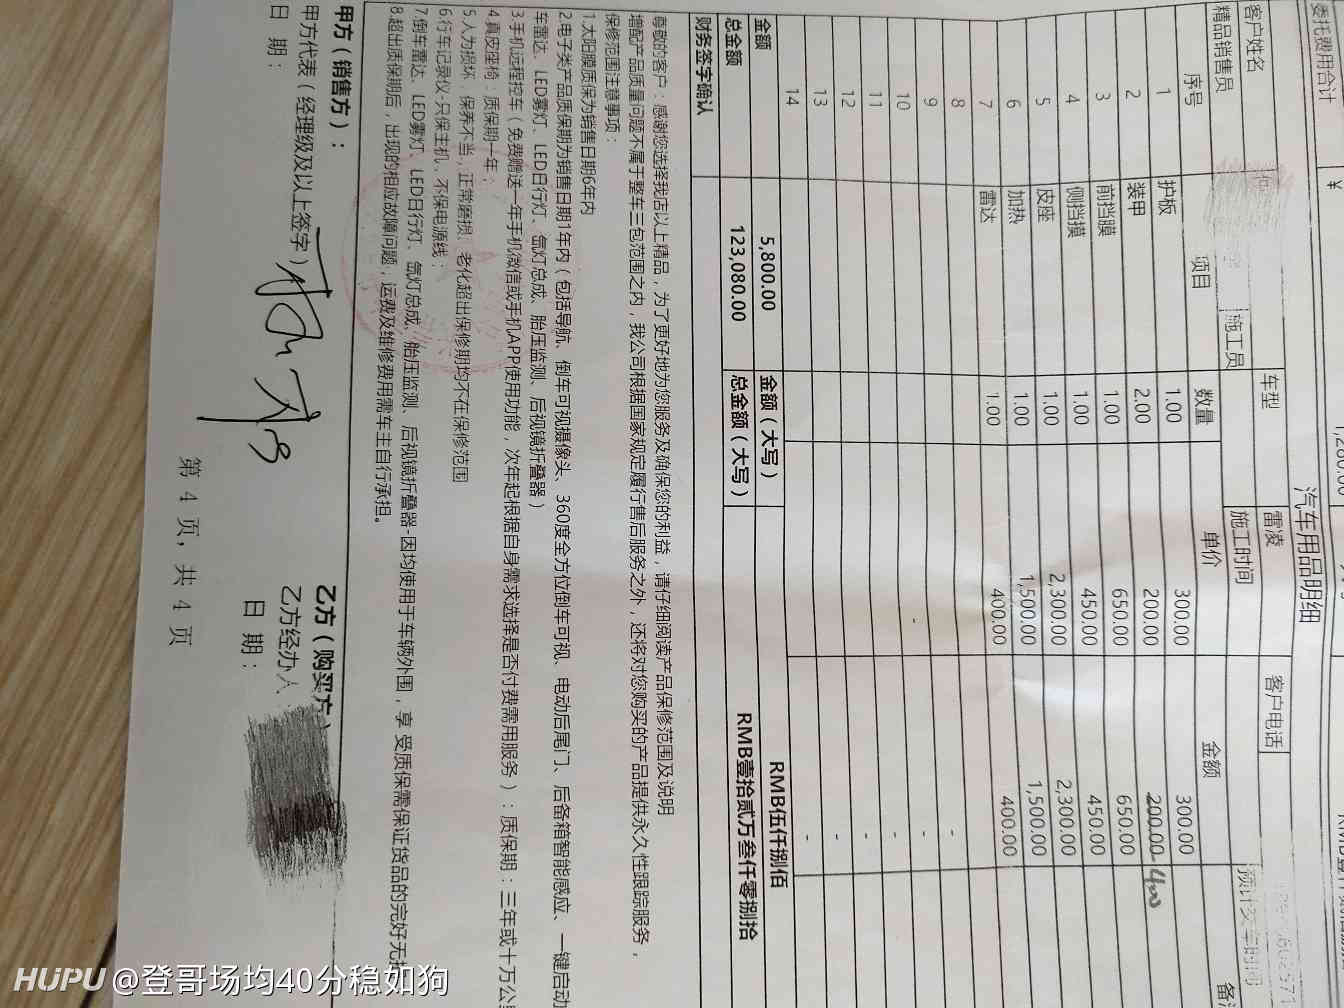 委托费用合计 ￥
汽车用品明细
客户姓名 车型 雷凌 客户电话
精品销售员 施工员 施工时间 预计交车时间
序号 项目 数量 单价 金额
1 护板 1.00 300.00 300.00
2 装甲 2.00 200.00 200.00 400
3 前挡膜 1.00 650.00 650.00
4 侧挡摸 1.00 450.00 450.00
5 皮座 1.00 2,300.00 2,300.00
6 加热 1.00 1,500.00 1,500.00
7 雷达 1.00 400.00 400.00
8 -
9 - -
10 -
11 -
12 -
13 -
14
金额 5,800.00 金额（大写） RMB伍仟捌佰
总金额 123,080.00 总金额（大写） RMB壹拾贰万叁仟零捌拾
财务签字确认
尊敬的客户：感谢您选择我店以上精品，为了更好地为您服务及确保您的利益，请仔细阅读产品保修范围及说明
增配产品质量问题不属于整车三包范围之内，我公司根据国家规定履行售后服务之外，还将对您购买的产品提供永久性跟踪服务，
保修范围注意事项：
1.太阳膜质保为销售日期6年内
2.电子类产品质保期为销售日期1年内（包括导航、倒车可视摄像头、360度全方位倒车可视、电动后尾门、后备箱智能感应、一键启动
车雷达、LED雾灯、LED日行灯、氙灯总成、胎压监测、后视镜折叠器）
3.手机远程控车（免费赠送一年手机微信或手机APP使用功能，次年起根据自身需求选择是否付费需用服务）：质保期：三年或十万公
4.真皮座椅：质保期一年；
5.人为损坏，保养不当，正常磨损，老化超出保修期均不在保修范围
6.行车记录仪:只保主机，不保电源线；
7.倒车雷达、LED雾灯、LED日行灯、氙灯总成、胎压监测、后视镜折叠器-因均使用于车辆外围，享受质保需保证货品的完好无
8.超出质保期后，出现的相应故障问题，运费及维修费用需车主自行承担。
甲方（销售方）： 乙方（购买方）
甲方代表（经理级及以上签字） 乙方经办人
日 期： 日 期：
第 4 页，共 4 页
HUPU @登哥场均40分稳如狗